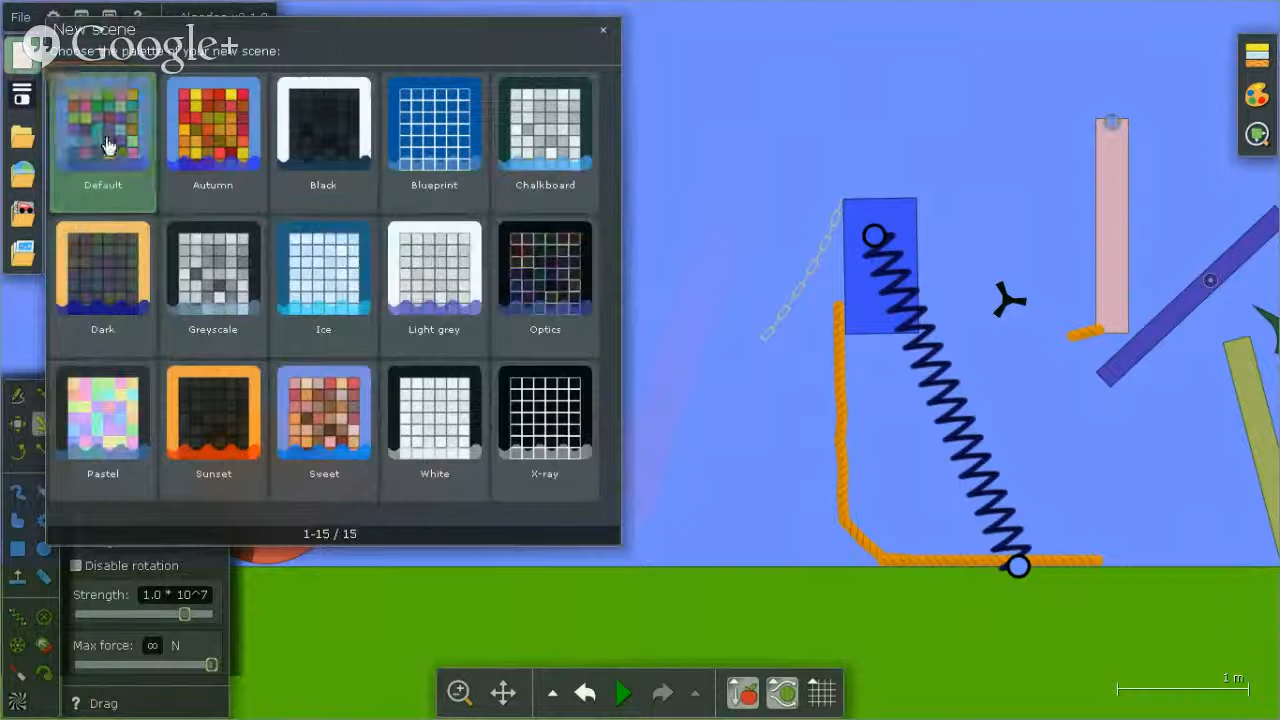 File
New scene
Google+
Choose the palette of your new scene:
Default
Autumn
Black
Blueprint
Chalkboard
Dark
Greyscale
Ice
Light grey
Optics
Pastel
Sunset
Sweet
White
X-ray
1-15 / 15
Disable rotation
Strength: 1.0 * 10^7
Max force: ∞ N
? Drag
1 m